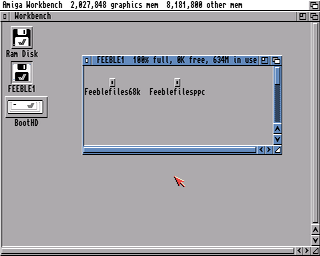 Amiga Workbench 2,027,848 graphics mem 8,181,800 other mem
Workbench
Ram Disk
FEEBLE1
BootHD
FEEBLE1 100% full, 0K free, 634M in use
Feeblefiles68k Feeblefilesppc